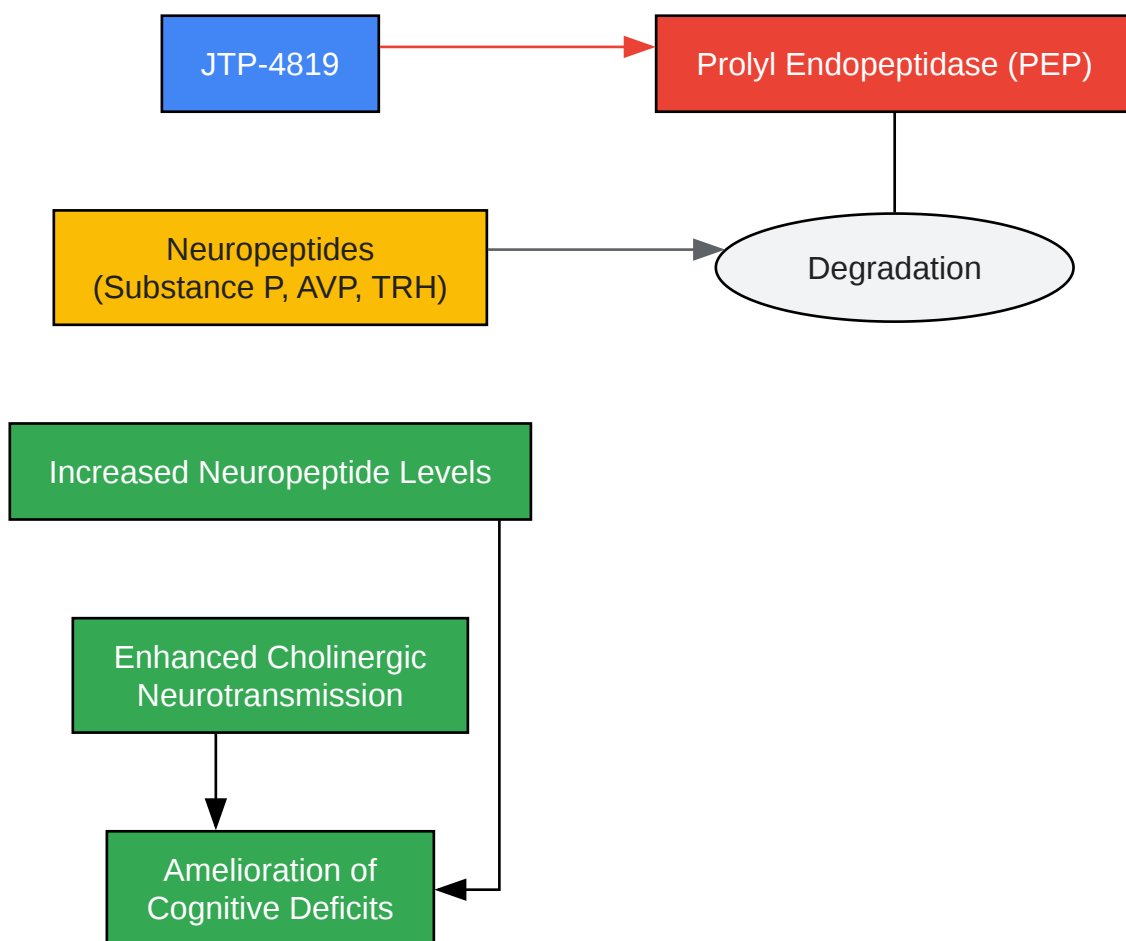 JTP-4819
Prolyl Endopeptidase (PEP)
Neuropeptides
(Substance P, AVP, TRH)
Degradation
Increased Neuropeptide Levels
Enhanced Cholinergic
Neurotransmission
Amelioration of
Cognitive Deficits